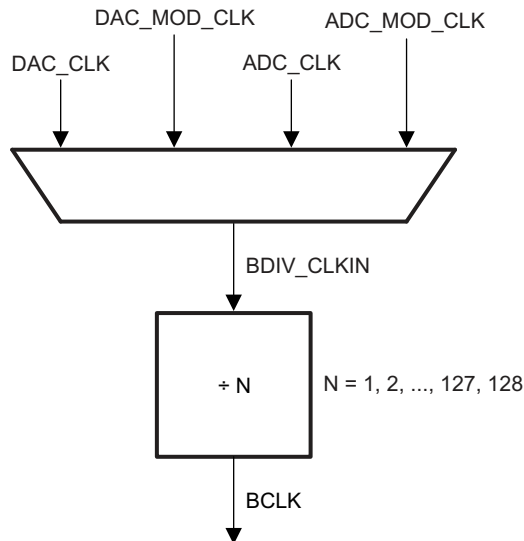 DAC_MOD_CLK
ADC_MOD_CLK
DAC_CLK
ADC_CLK
BDIV_CLKIN
÷ N
N = 1, 2, ..., 127, 128
BCLK